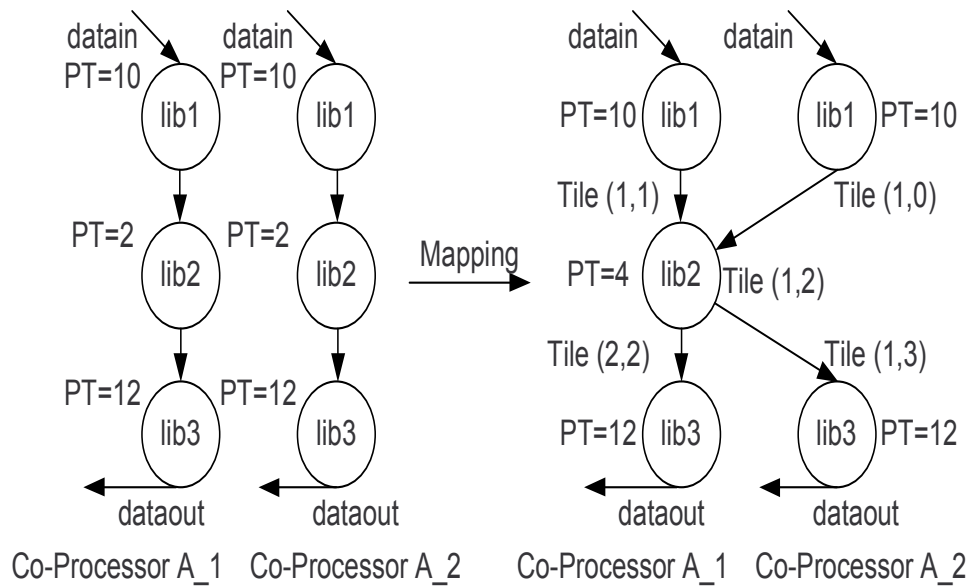 datain
datain
datain
datain
PT=10
PT=10
lib1
lib1
PT=10
lib1
lib1
PT=10
Tile (1,1)
Tile (1,0)
PT=2
PT=2
lib2
lib2
Mapping
PT=4
lib2
Tile (1,2)
Tile (2,2)
Tile (1,3)
PT=12
PT=12
lib3
lib3
PT=12
lib3
lib3
PT=12
dataout
dataout
dataout
dataout
Co-Processor A_1
Co-Processor A_2
Co-Processor A_1
Co-Processor A_2